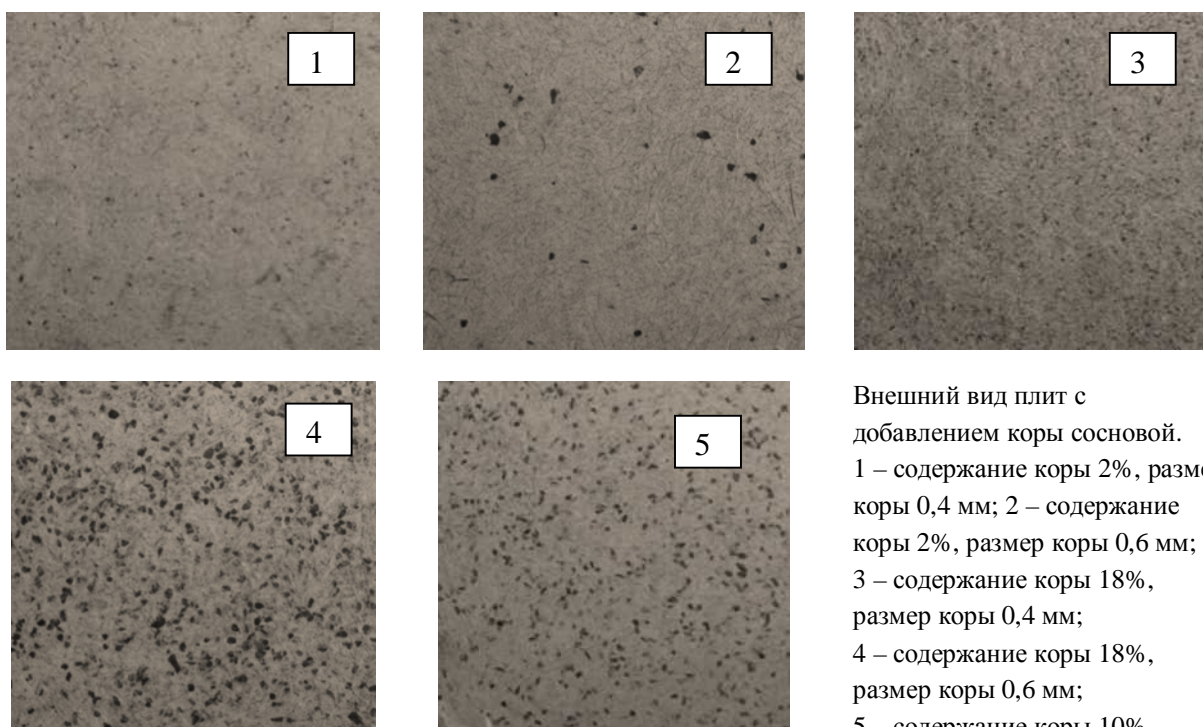 1
2
3
4
5
Внешний вид плит с
добавлением коры сосновой.
1 – содержание коры 2%, разме
коры 0,4 мм; 2 – содержание
коры 2%, размер коры 0,6 мм;
3 – содержание коры 18%,
размер коры 0,4 мм;
4 – содержание коры 18%,
размер коры 0,6 мм;
5 – содержание коры 10%